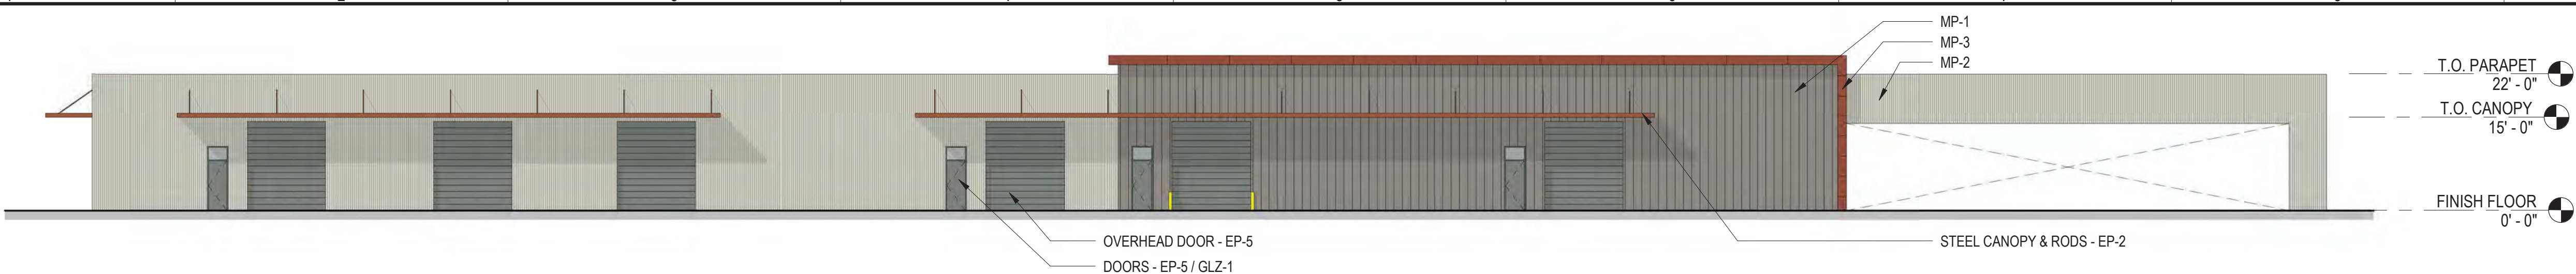 MP-1
MP-3
MP-2
T.O. PARAPET
22' - 0"
T.O. CANOPY
15' - 0"
FINISH FLOOR
0' - 0"
OVERHEAD DOOR - EP-5
STEEL CANOPY & RODS - EP-2
DOORS - EP-5 / GLZ-1